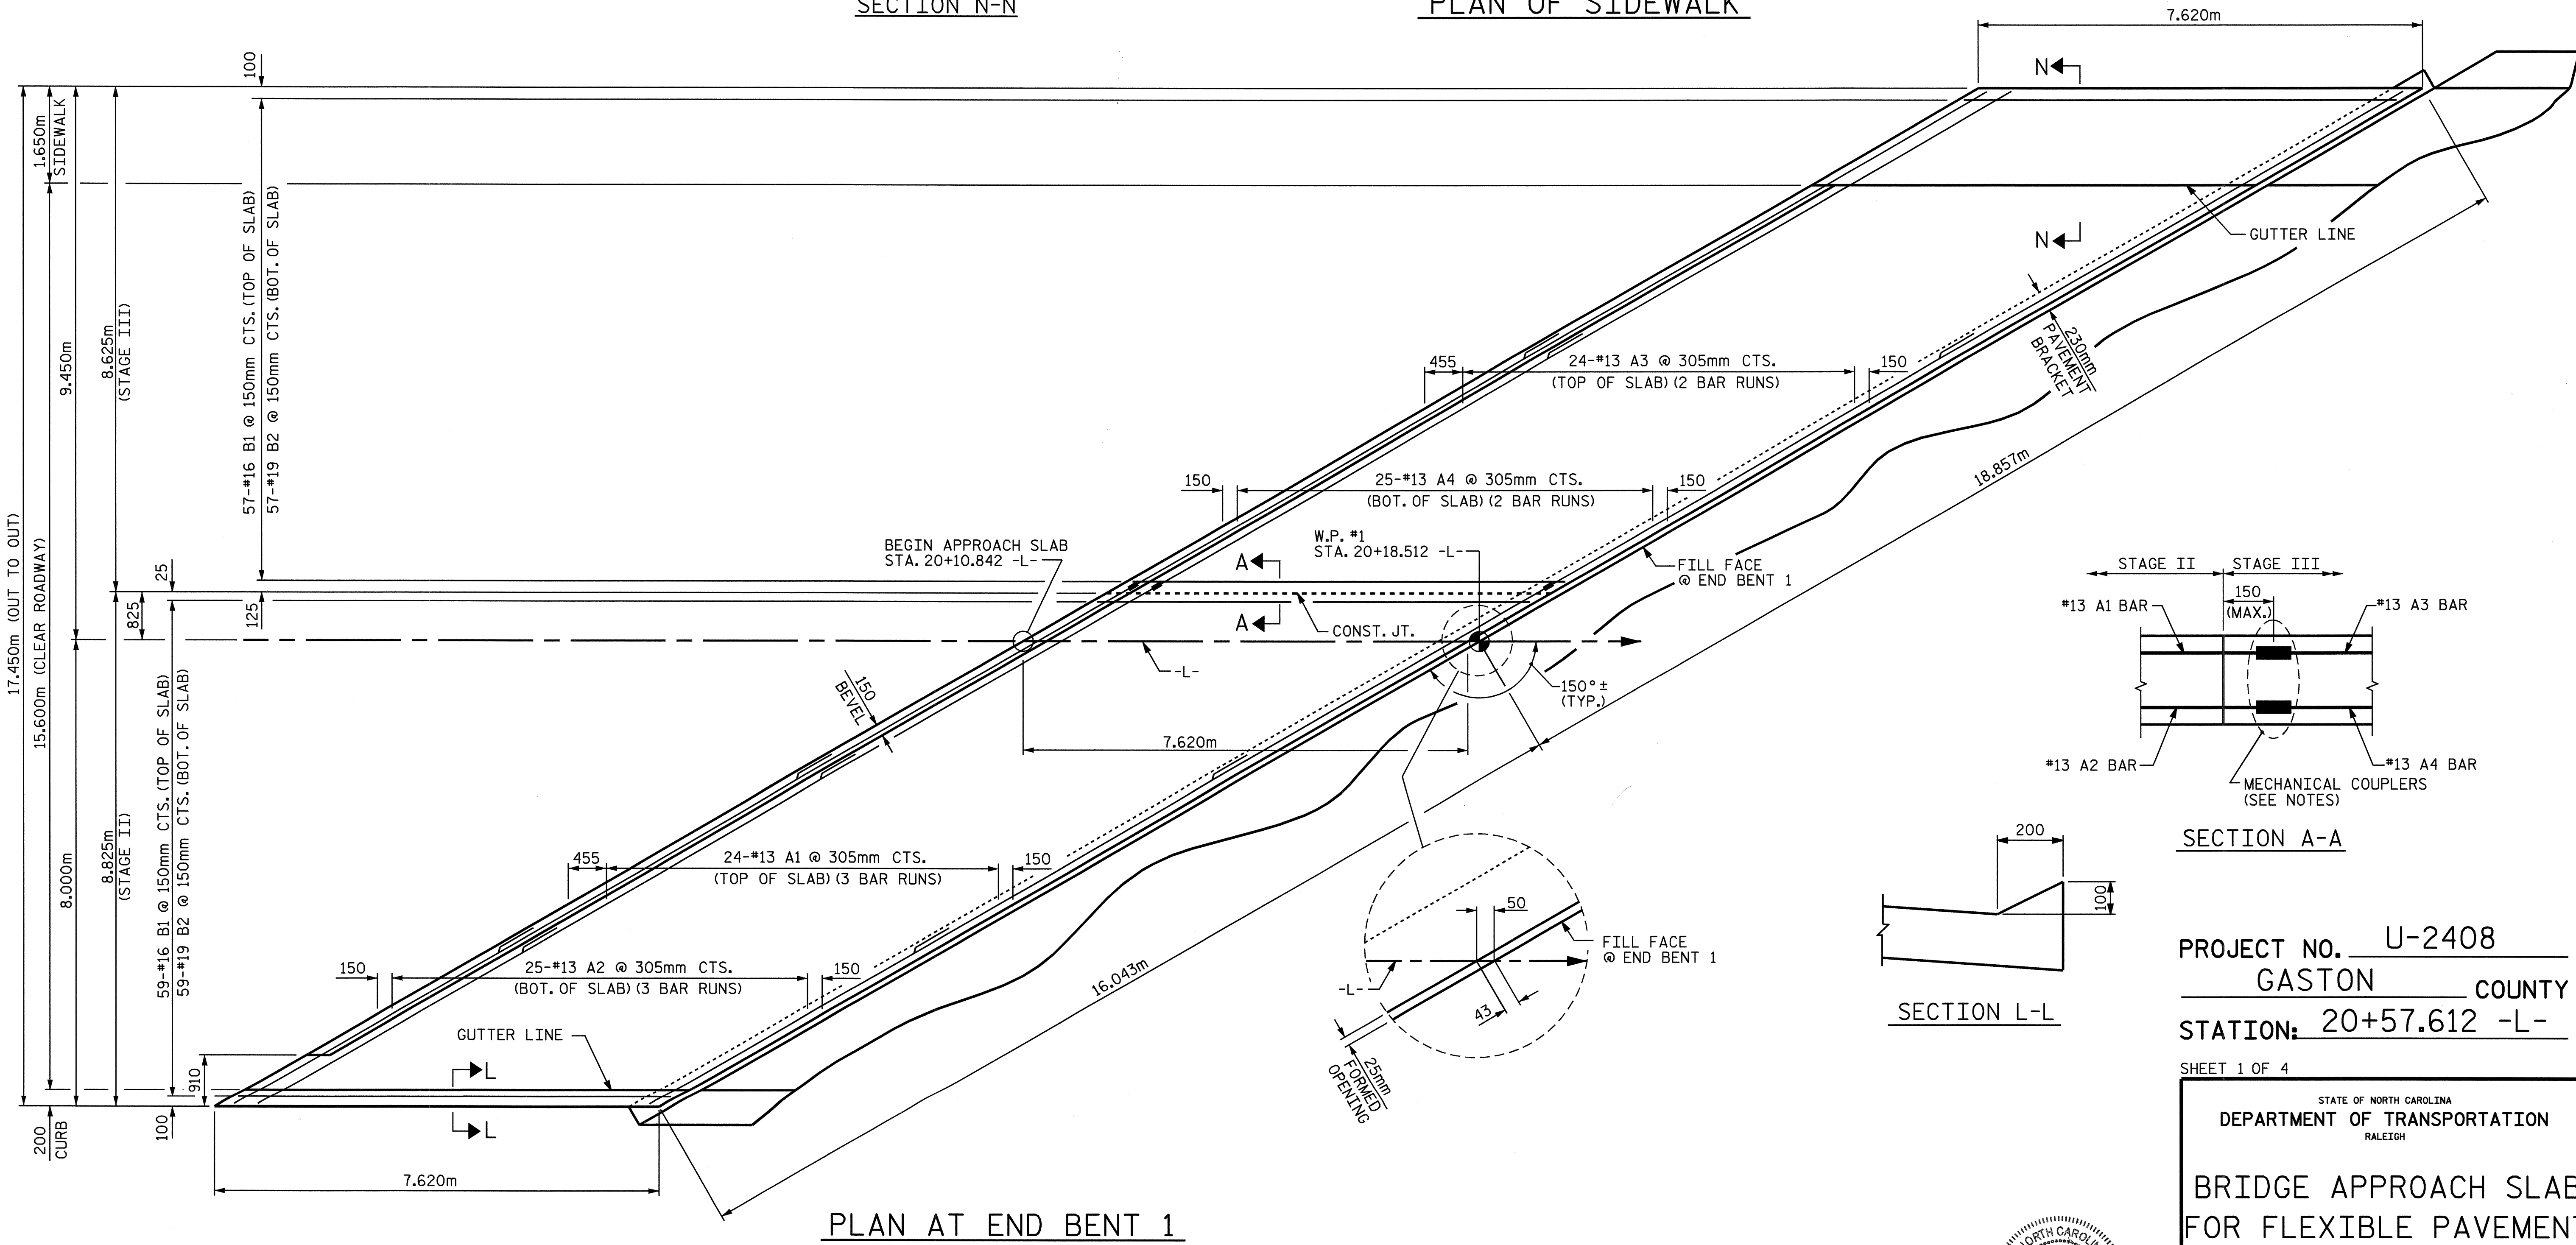 SECTION N-N
PLAN OF SIDEWALK
7.620m
100
N
1.650m
SIDEWALK
N
GUTTER LINE
17.450m (OUT TO OUT)
15.600m (CLEAR ROADWAY)
9.450m
8.625m
(STAGE III)
57-#16 B1 @ 150mm CTS. (TOP OF SLAB)
57-#19 B2 @ 150mm CTS. (BOT. OF SLAB)
230mm
PAVEMENT
BRACKET
455
24-#13 A3 @ 305mm CTS.
150
(TOP OF SLAB) (2 BAR RUNS)
18.857m
150
25-#13 A4 @ 305mm CTS.
150
(BOT. OF SLAB) (2 BAR RUNS)
BEGIN APPROACH SLAB
STA. 20+10.842 -L-
A
W.P. #1
STA. 20+18.512 -L-
FILL FACE
@ END BENT 1
25
825
125
A
CONST. JT.
-L-
150°±
(TYP.)
150
BEVEL
7.620m
STAGE II
STAGE III
150
(MAX.)
#13 A1 BAR
#13 A3 BAR
#13 A2 BAR
#13 A4 BAR
MECHANICAL COUPLERS
(SEE NOTES)
SECTION A-A
8.000m
8.825m
(STAGE II)
59-#16 B1 @ 150mm CTS. (TOP OF SLAB)
59-#19 B2 @ 150mm CTS. (BOT. OF SLAB)
455
24-#13 A1 @ 305mm CTS.
150
(TOP OF SLAB) (3 BAR RUNS)
150
25-#13 A2 @ 305mm CTS.
150
(BOT. OF SLAB) (3 BAR RUNS)
16.043m
50
FILL FACE
@ END BENT 1
-L-
43
25mm
FORMED
OPENING
200
100
SECTION L-L
GUTTER LINE
910
L
L
200
CURB
100
7.620m
PLAN AT END BENT 1
PROJECT NO. U-2408
GASTON COUNTY
STATION: 20+57.612 -L-
SHEET 1 OF 4
STATE OF NORTH CAROLINA
DEPARTMENT OF TRANSPORTATION
RALEIGH
BRIDGE APPROACH SLAB
FOR FLEXIBLE PAVEMENT
NORTH CAROL